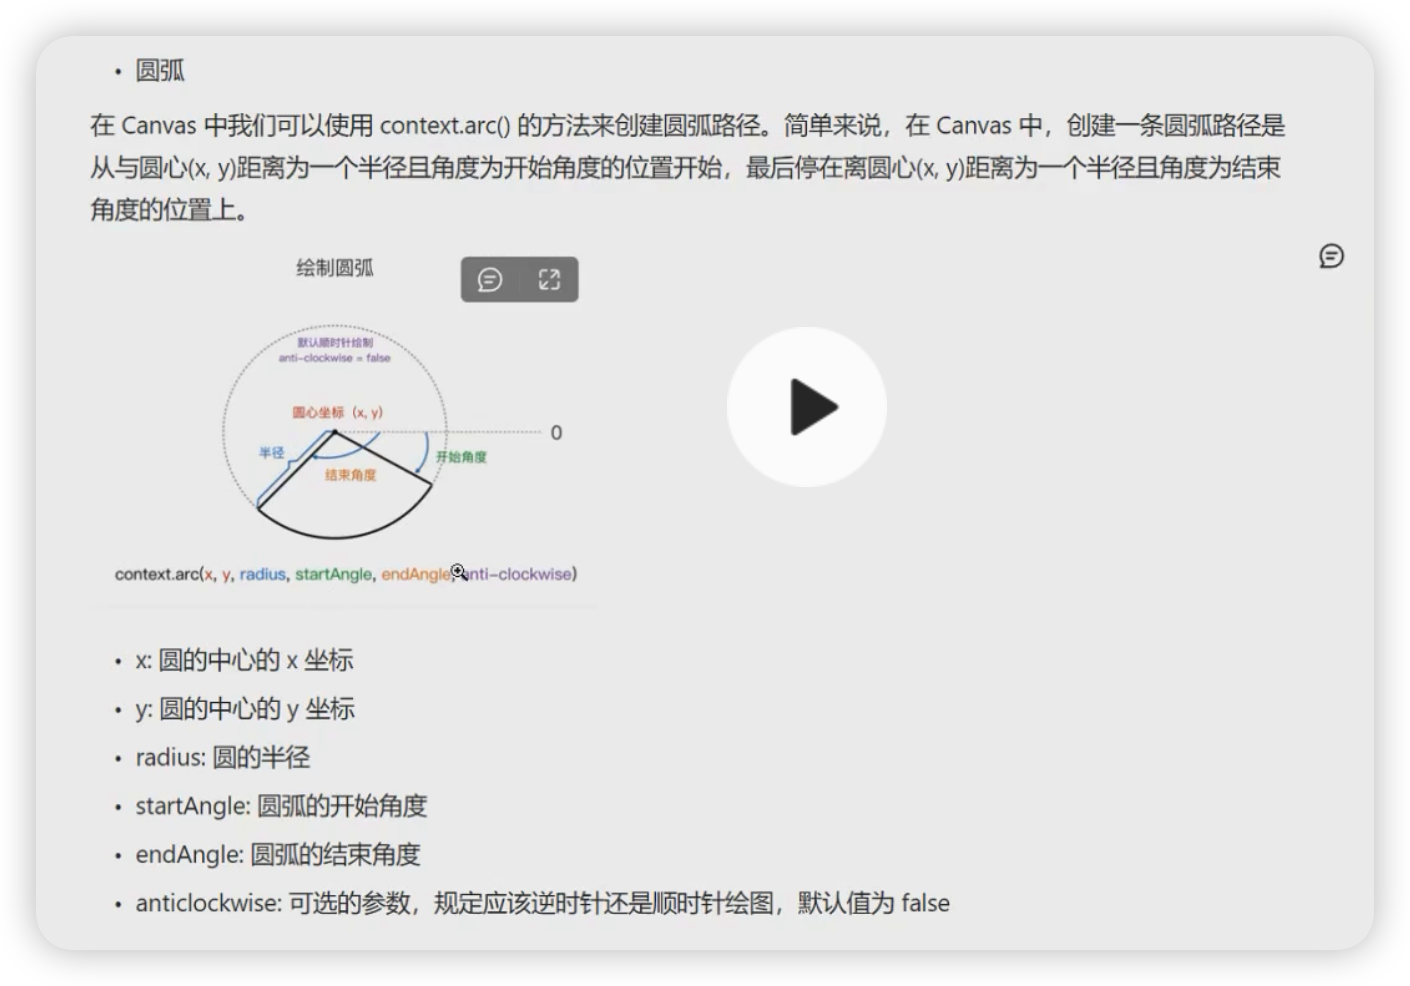 • 圆弧
在 Canvas 中我们可以使用 context.arc() 的方法来创建圆弧路径。简单来说，在 Canvas 中，创建一条圆弧路径是
从与圆心(x, y)距离为一个半径且角度为开始角度的位置开始，最后停在离圆心(x, y)距离为一个半径且角度为结束
角度的位置上。
绘制圆弧
默认顺时针绘制
anti-clockwise = false
圆心坐标（x, y）
0
半径
开始角度
结束角度
context.arc(x, y, radius, startAngle, endAngle, anti-clockwise)
• x: 圆的中心的 x 坐标
• y: 圆的中心的 y 坐标
• radius: 圆的半径
• startAngle: 圆弧的开始角度
• endAngle: 圆弧的结束角度
• anticlockwise: 可选的参数，规定应该逆时针还是顺时针绘图，默认值为 false